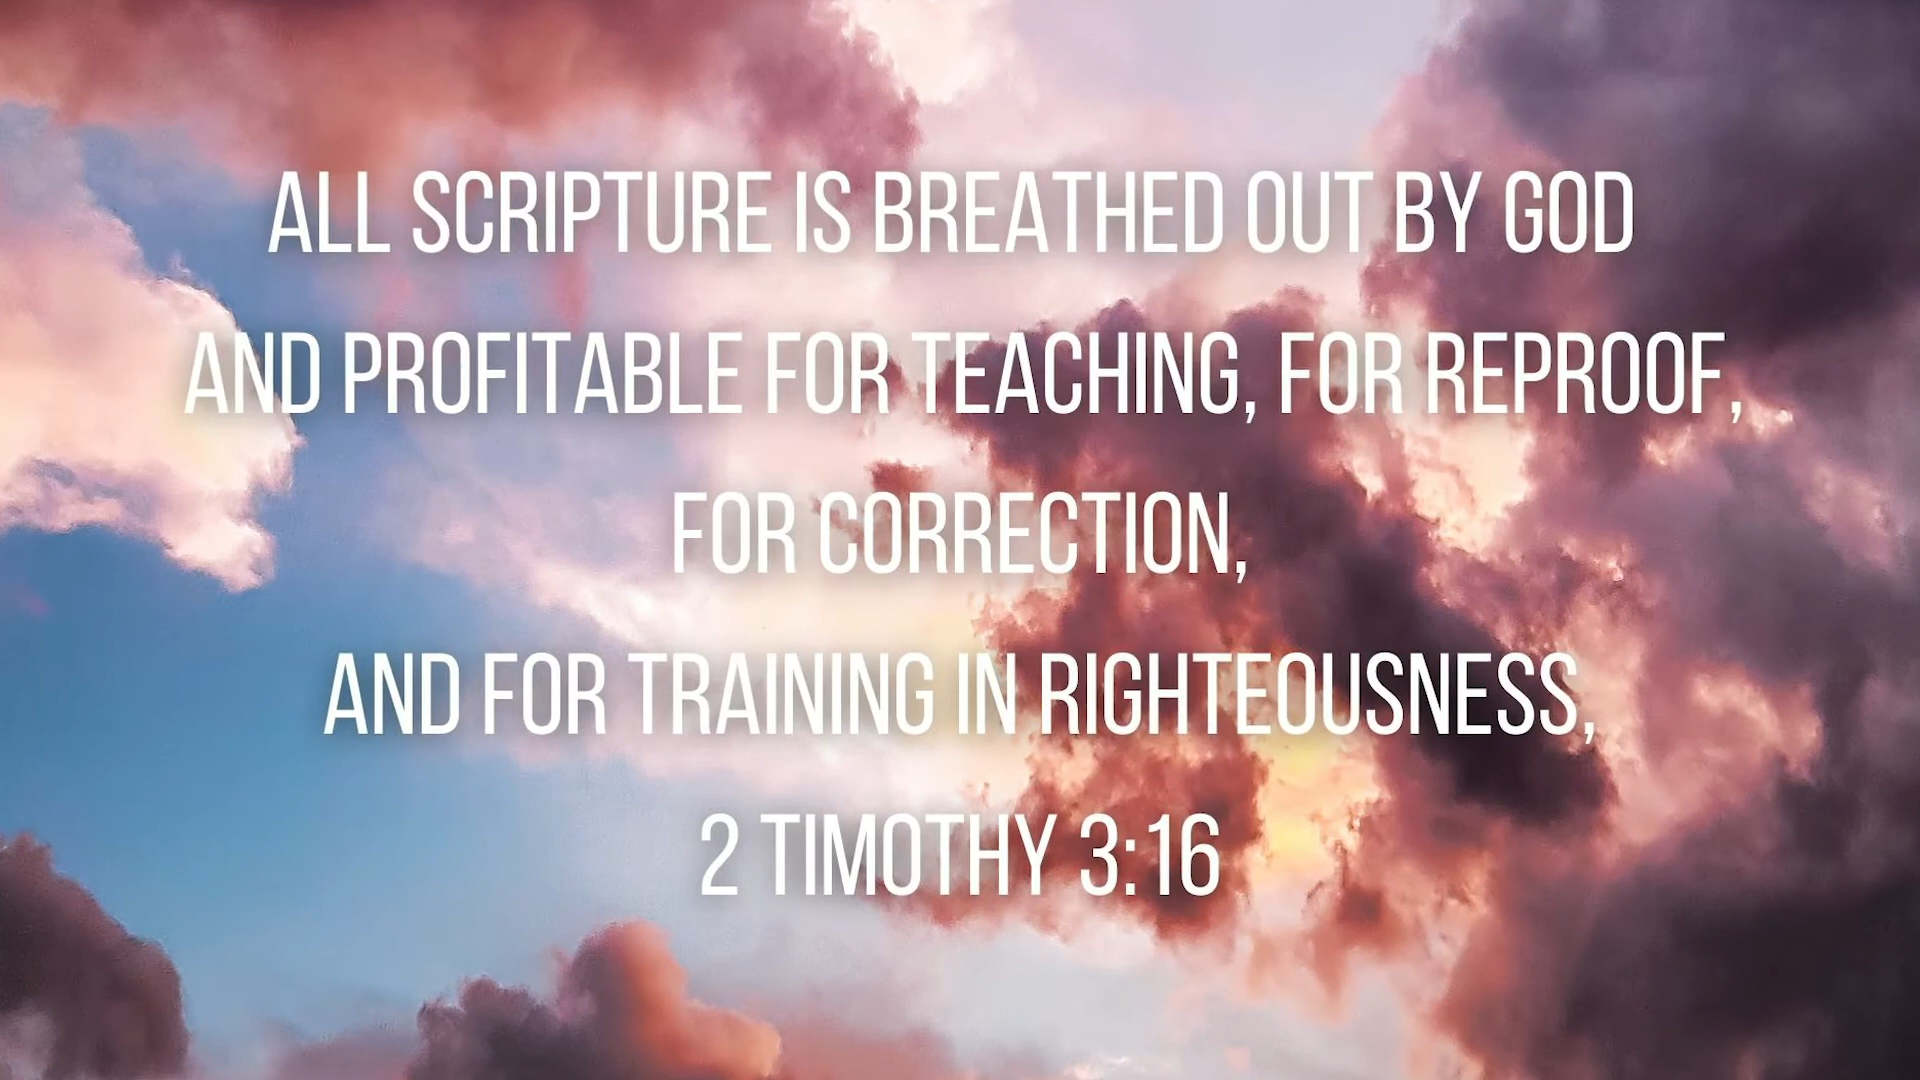 ALL SCRIPTURE IS BREATHED OUT BY GOD
AND PROFITABLE FOR TEACHING, FOR REPROOF,
FOR CORRECTION,
AND FOR TRAINING IN RIGHTEOUSNESS,
2 TIMOTHY 3:16